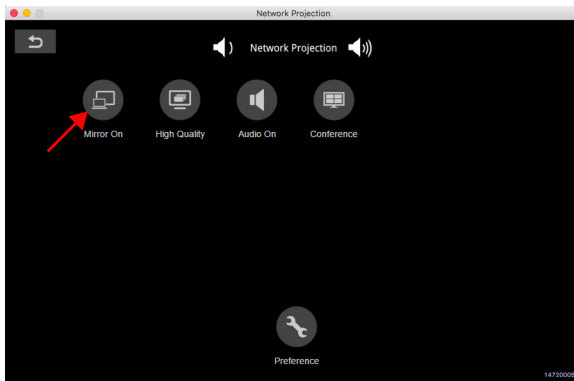 Network Projection
Network Projection
Mirror On
High Quality
Audio On
Conference
Preference
14720005